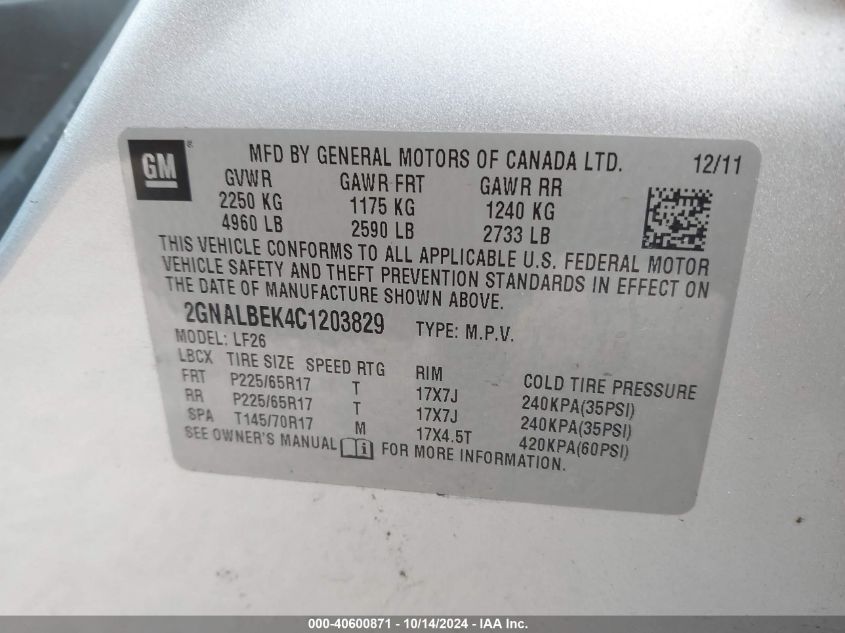 GM ® MFD BY GENERAL MOTORS OF CANADA LTD. 12/11
GVWR GAWR FRT GAWR RR
2250 KG 1175 KG 1240 KG
4960 LB 2590 LB 2733 LB
THIS VEHICLE CONFORMS TO ALL APPLICABLE U.S. FEDERAL MOTOR
VEHICLE SAFETY AND THEFT PREVENTION STANDARDS IN EFFECT ON
THE DATE OF MANUFACTURE SHOWN ABOVE.
2GNALBEK4C1203829 TYPE: M.P.V.
MODEL: LF26
LBCX TIRE SIZE SPEED RTG RIM COLD TIRE PRESSURE
FRT P225/65R17 T 17X7J 240KPA(35PSI)
RR P225/65R17 T 17X7J 240KPA(35PSI)
SPA T145/70R17 M 17X4.5T 420KPA(60PSI)
SEE OWNER'S MANUAL i FOR MORE INFORMATION.
000-40600871 - 10/14/2024 - IAA Inc.